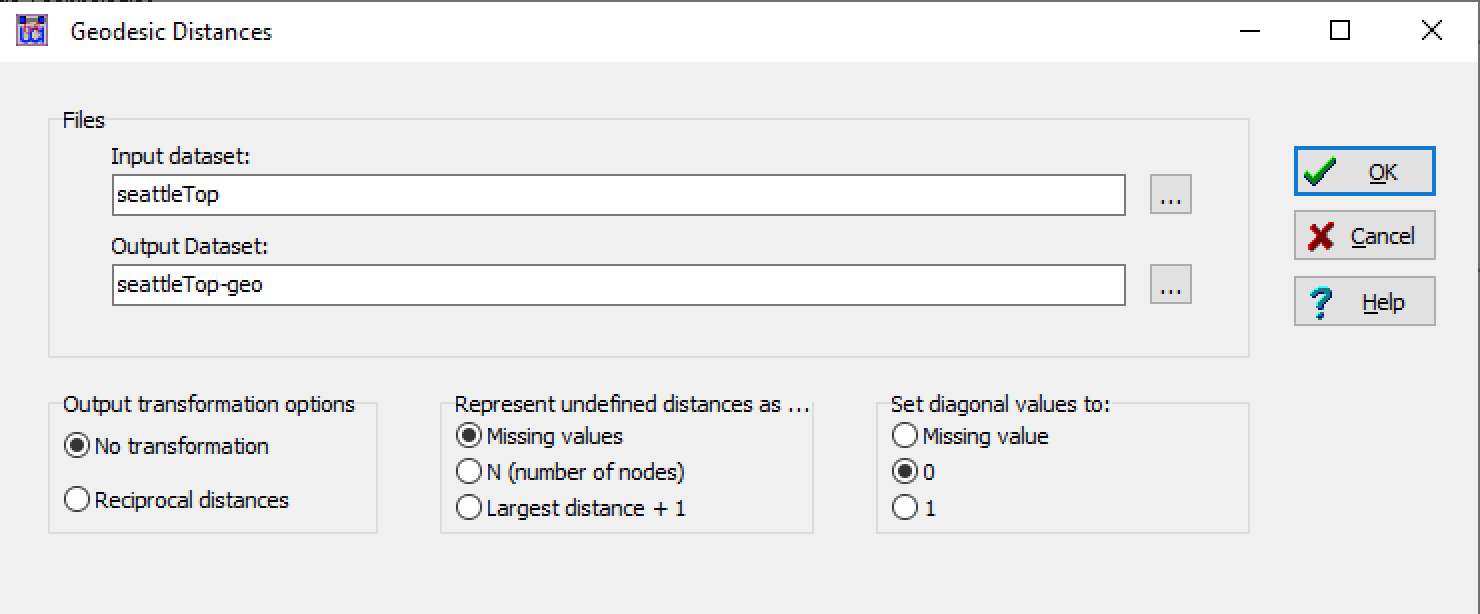 Geodesic Distances
Files
Input dataset:
seattleTop
...
Output Dataset:
seattleTop-geo
...
OK
Cancel
Help
Output transformation options
No transformation
Reciprocal distances
Represent undefined distances as ...
Missing values
N (number of nodes)
Largest distance + 1
Set diagonal values to:
Missing value
0
1